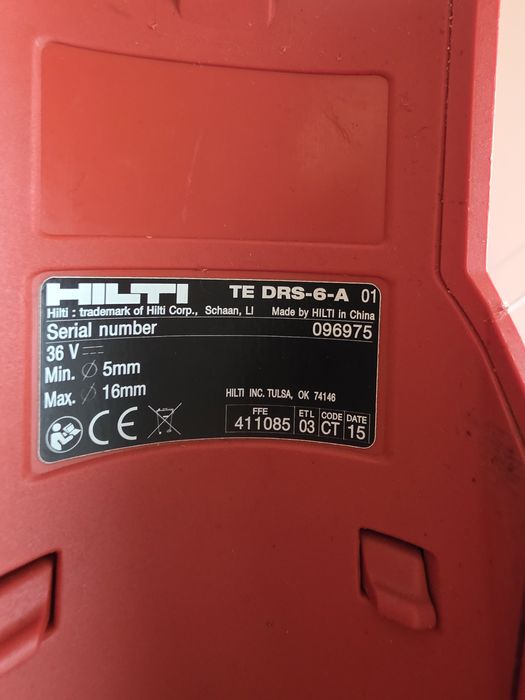 HILTI TE DRS-6-A 01
Hilti : trademark of Hilti Corp., Schaan, LI Made by HILTI in China
Serial number 096975
36 V
Min. ∅ 5mm
Max. ∅ 16mm
HILTI INC. TULSA, OK 74146
FFE ETL CODE DATE
411085 03 CT 15
CE